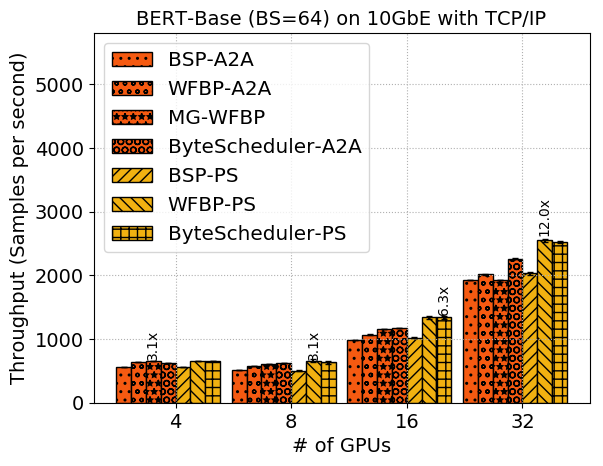 BERT-Base (BS=64) on 10GbE with TCP/IP
Throughput (Samples per second)
5000
4000
3000
2000
1000
0
BSP-A2A
WFBP-A2A
MG-WFBP
ByteScheduler-A2A
BSP-PS
WFBP-PS
ByteScheduler-PS
3.1x
3.1x
6.3x
12.0x
4
8
16
32
# of GPUs